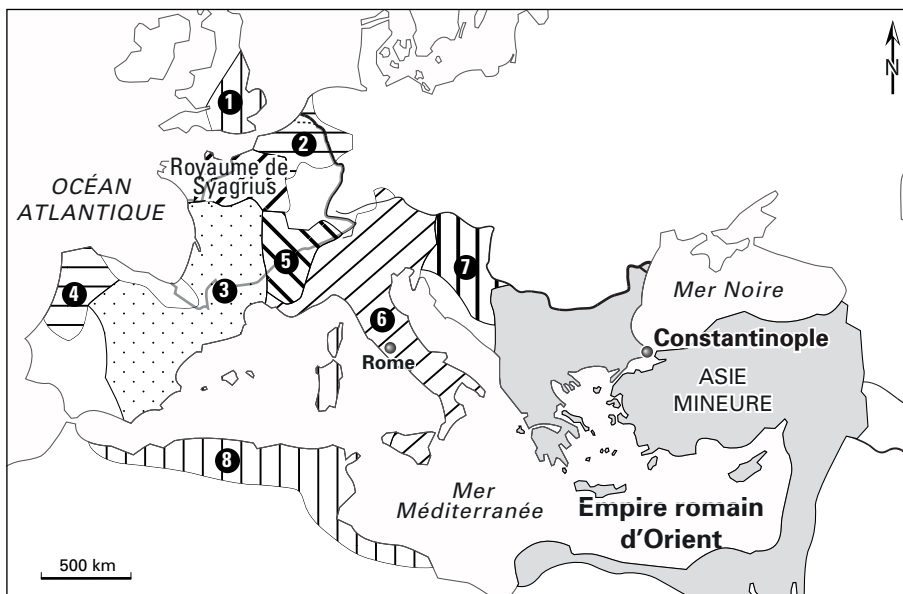 N
1
2
Royaume de
Syagrius
OCÉAN
ATLANTIQUE
3
4
5
6
7
8
Mer Noire
Constantinople
Rome
ASIE
MINEURE
Mer
Méditerranée
Empire romain
d'Orient
500 km